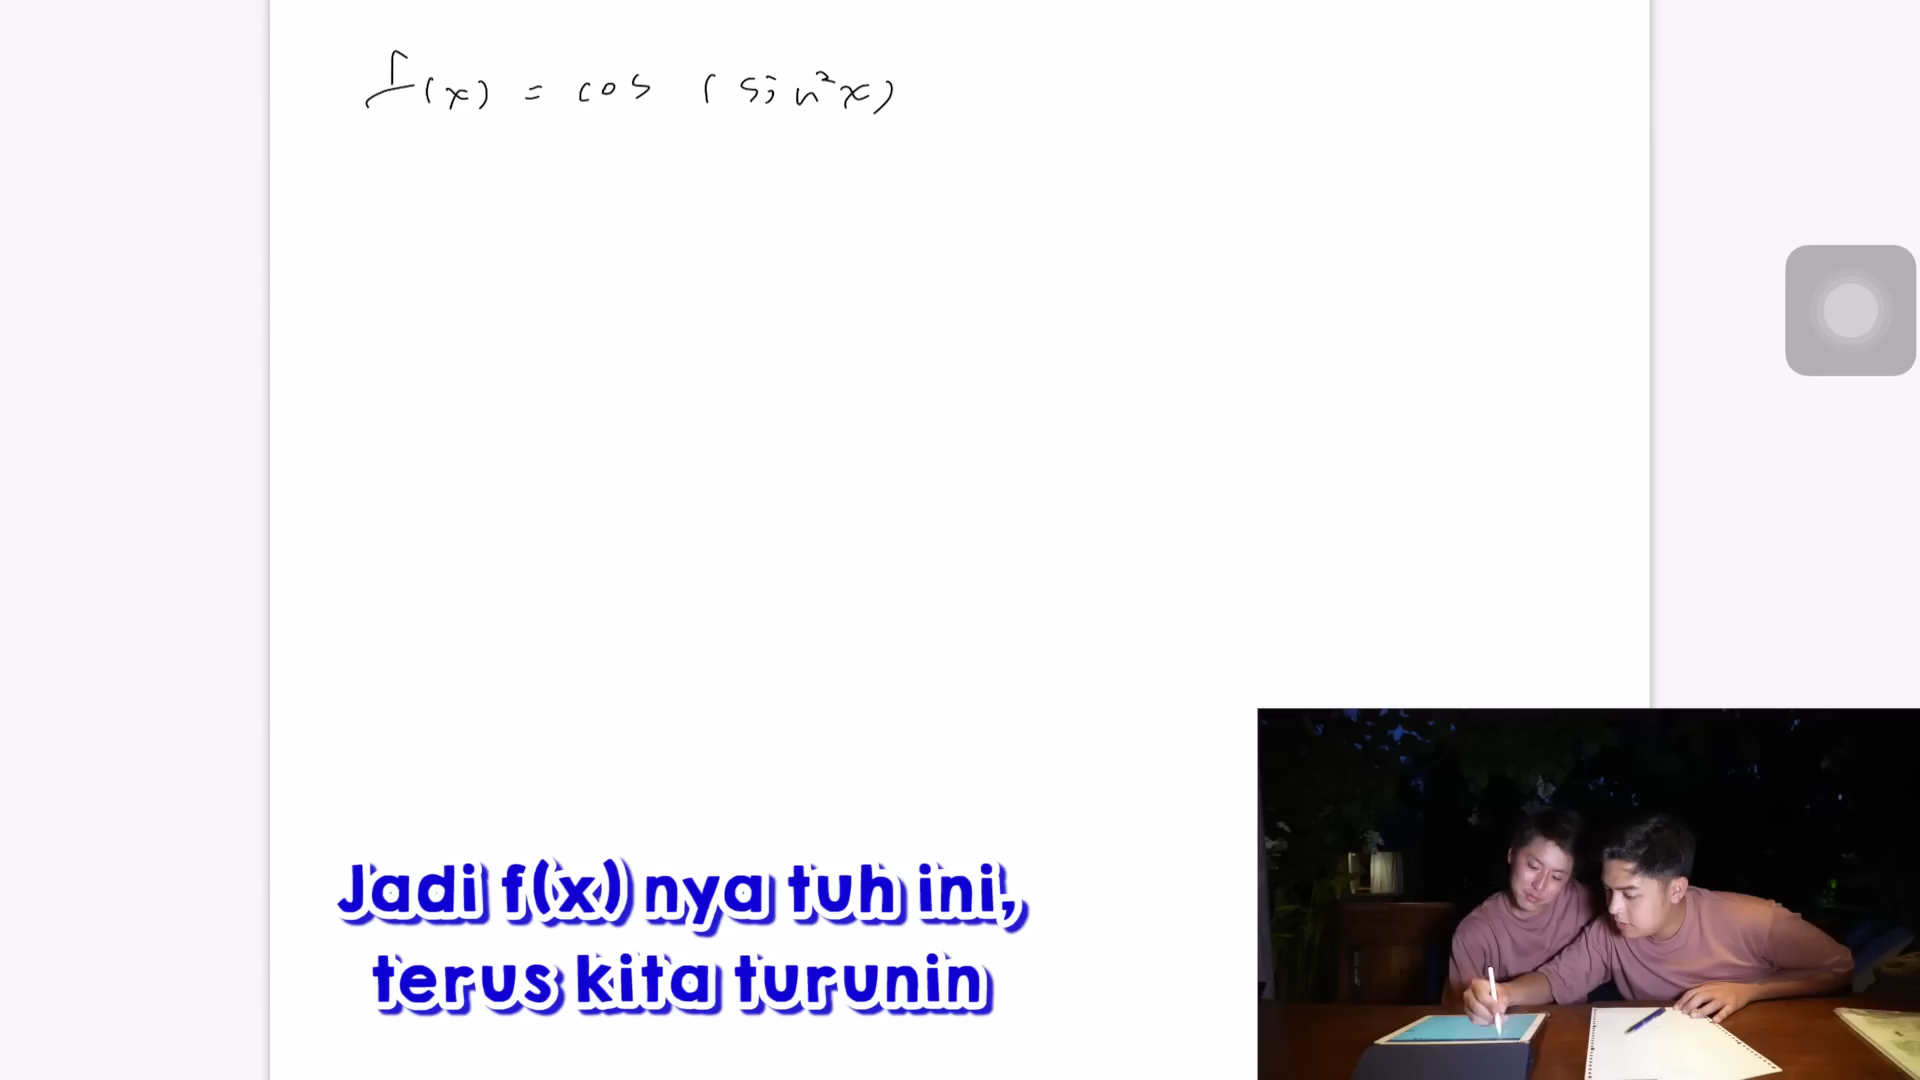 f(x) = cos (sin²x)
Jadi f(x) nya tuh ini,
terus kita turunin